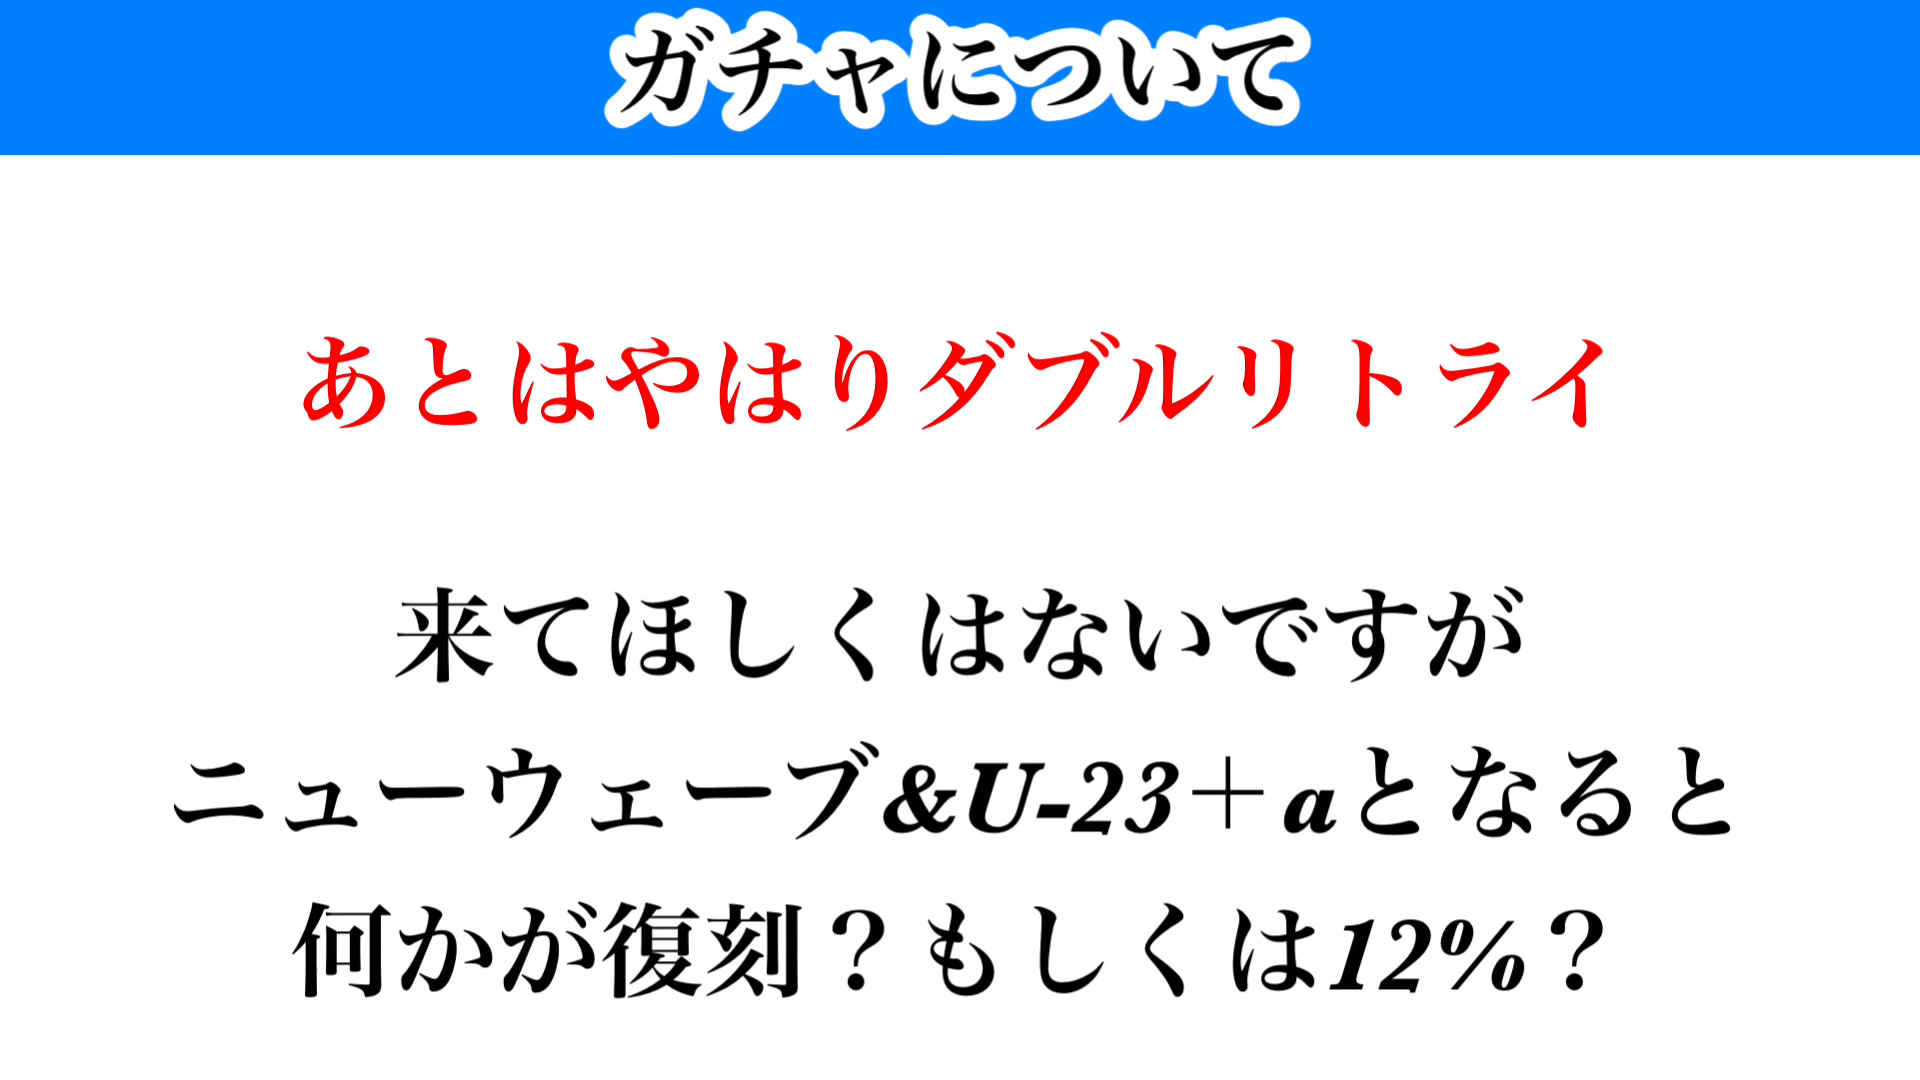 ガチャについて
あとはやはりダブルリトライ
来てほしくはないですが
ニューウェーブ&U-23＋aとなると
何かが復刻？もしくは12%？